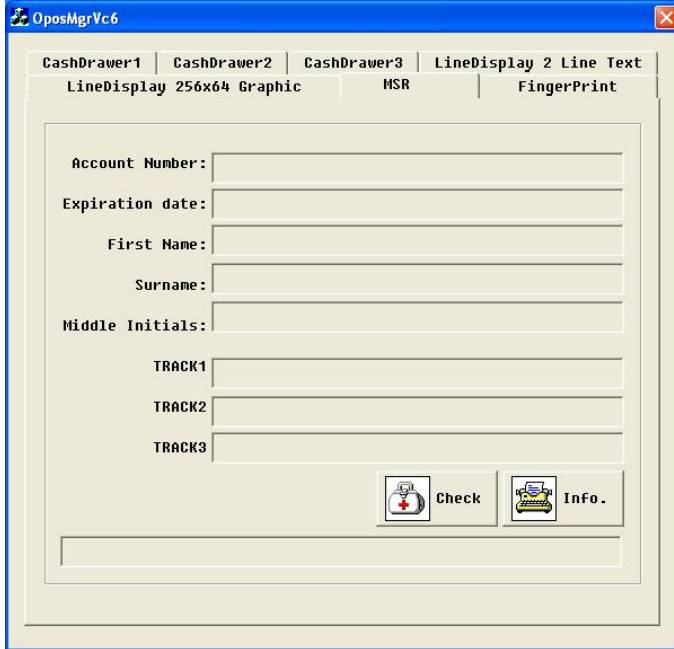 OposMgrVc6
CashDrawer1 CashDrawer2 CashDrawer3 LineDisplay 2 Line Text
LineDisplay 256x64 Graphic MSR FingerPrint
Account Number:
Expiration date:
First Name:
Surname:
Middle Initials:
TRACK1
TRACK2
TRACK3
Check Info.